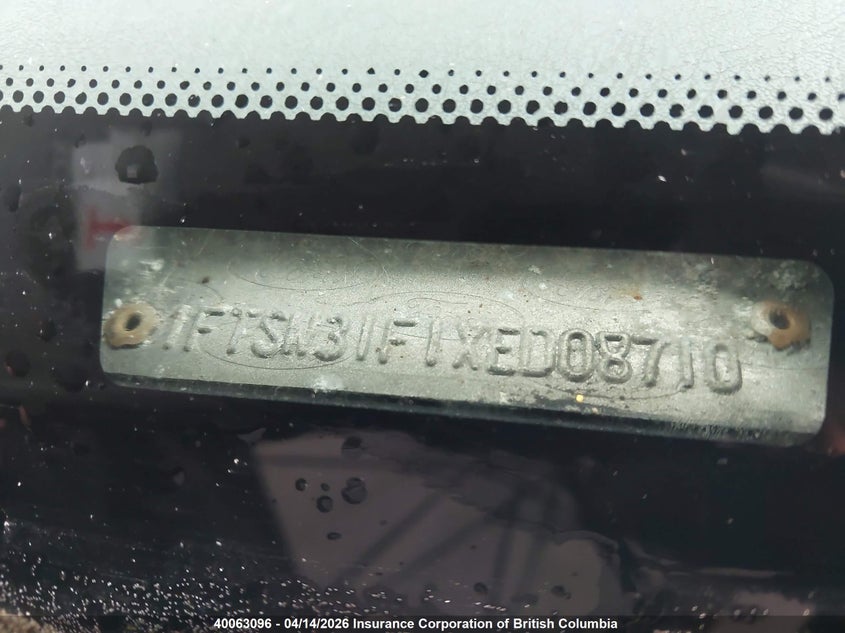 1FTSW31F1XED08710
40063096 - 04/14/2026 Insurance Corporation of British Columbia